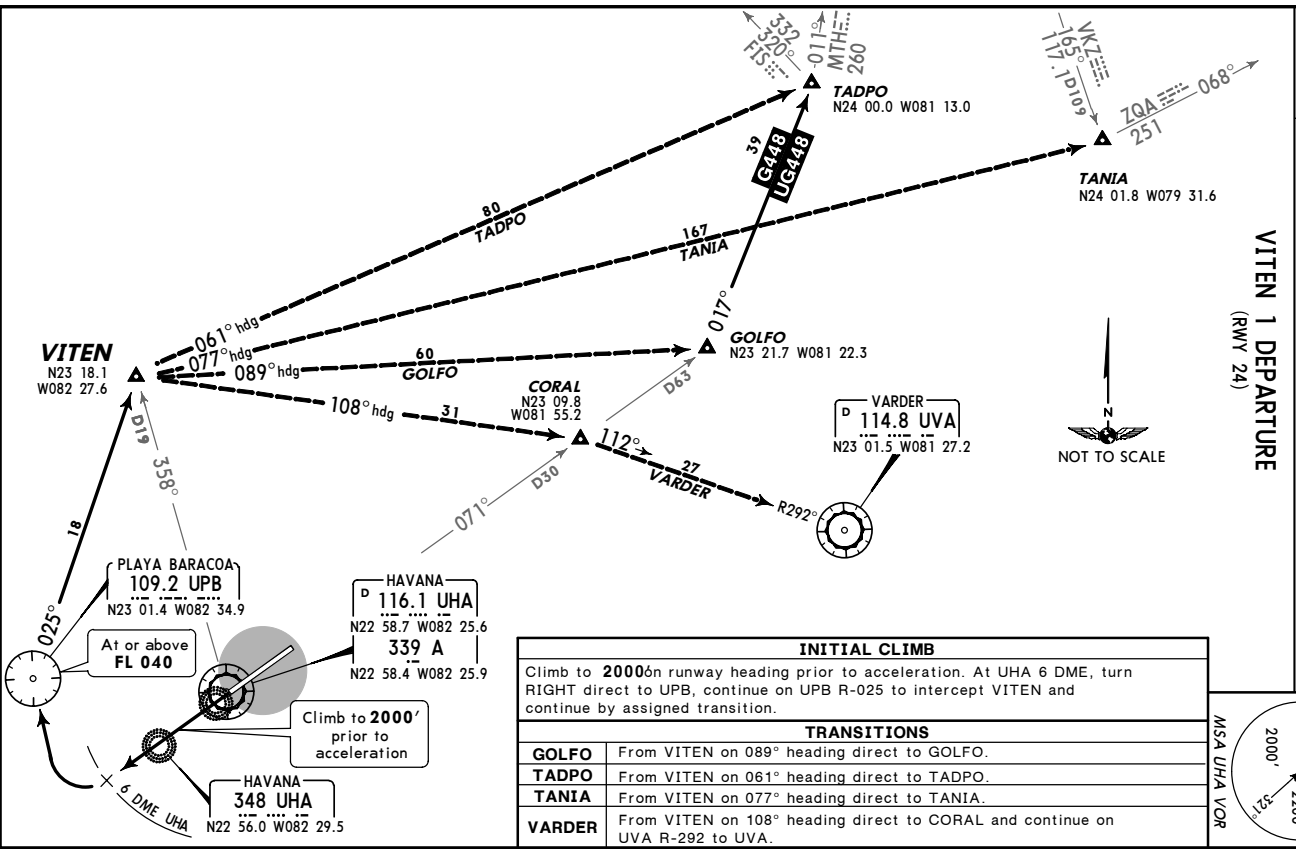 332
320°
FIS
011°
MTH
260
VKZ
165°
117.1
D109
ZQA
068°
251
TADPO
N24 00.0 W081 13.0
39
G448
UG448
TANIA
N24 01.8 W079 31.6
80
TADPO
167
TANIA
VITEN 1 DEPARTURE
(RWY 24)
061° hdg
077° hdg
089° hdg
60
GOLFO
017°
GOLFO
N23 21.7 W081 22.3
D63
VITEN
N23 18.1
W082 27.6
108° hdg
31
CORAL
N23 09.8
W081 55.2
112°
27
VARDER
R292°
VARDER
D 114.8 UVA
N23 01.5 W081 27.2
N
NOT TO SCALE
D19
358°
071°
D30
18
025°
PLAYA BARACOA
109.2 UPB
N23 01.4 W082 34.9
At or above
FL 040
HAVANA
D 116.1 UHA
N22 58.7 W082 25.6
339 A
N22 58.4 W082 25.9
Climb to 2000'
prior to
acceleration
6 DME UHA
HAVANA
348 UHA
N22 56.0 W082 29.5
INITIAL CLIMB
Climb to 2000' on runway heading prior to acceleration. At UHA 6 DME, turn
RIGHT direct to UPB, continue on UPB R-025 to intercept VITEN and
continue by assigned transition.
TRANSITIONS
GOLFO From VITEN on 089° heading direct to GOLFO.
TADPO From VITEN on 061° heading direct to TADPO.
TANIA From VITEN on 077° heading direct to TANIA.
VARDER From VITEN on 108° heading direct to CORAL and continue on
UVA R-292 to UVA.
MSA UHA VOR
2000'
321°